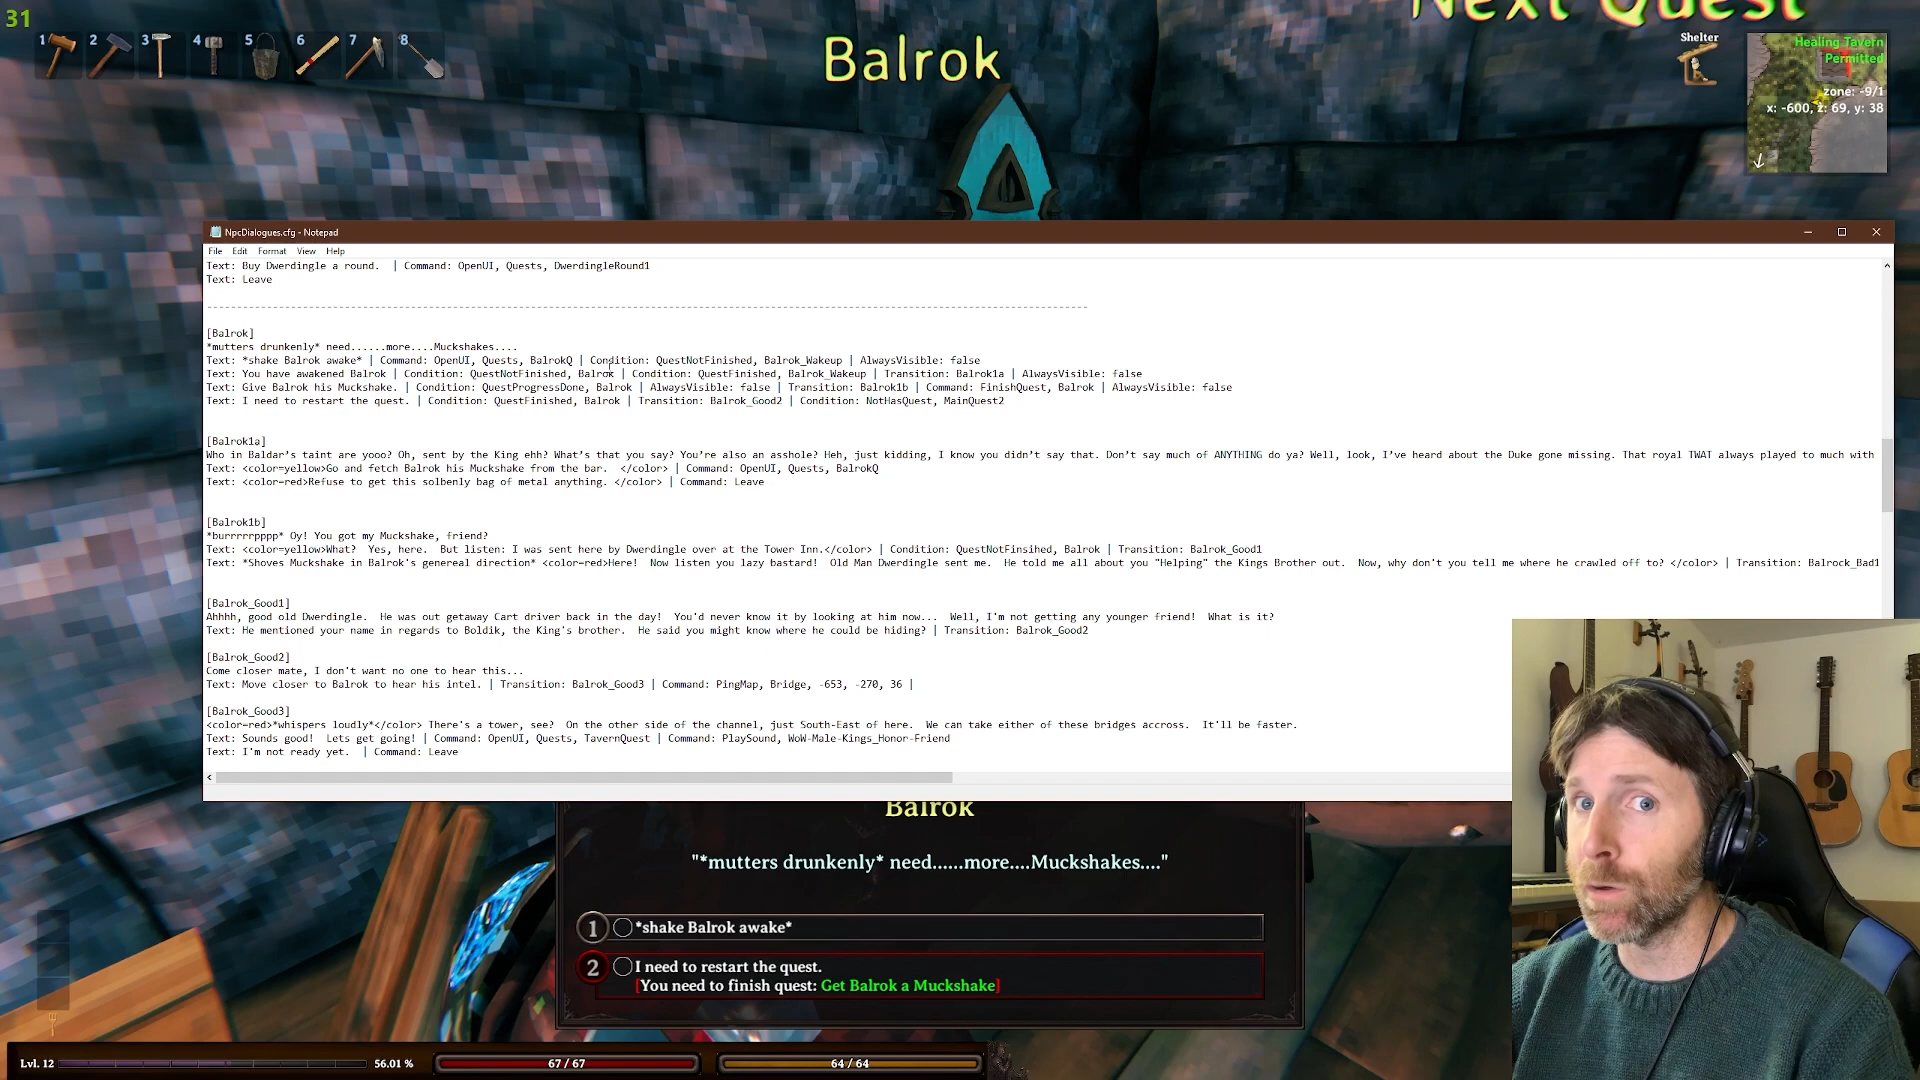 31
1 2 3 4 5 6 7 8
Balrok
Next Quest
Shelter
Healing Tavern
Permitted
zone: -9/1
x: -600, z: 69, y: 38
NpcDialogues.cfg - Notepad
File Edit Format View Help
Text: Buy Dwerdingle a round. | Command: OpenUI, Quests, DwerdingleRound1
Text: Leave
[Balrok]
*mutters drunkenly* need......more....Muckshakes....
Text: *shake Balrok awake* | Command: OpenUI, Quests, BalrokQ | Condition: QuestNotFinished, Balrok_Wakeup | AlwaysVisible: false
Text: You have awakened Balrok | Condition: QuestNotFinished, Balrok | Condition: QuestFinished, Balrok_Wakeup | Transition: Balrok1a | AlwaysVisible: false
Text: Give Balrok his Muckshake. | Condition: QuestProgressDone, Balrok | AlwaysVisible: false | Transition: Balrok1b | Command: FinishQuest, Balrok | AlwaysVisible: false
Text: I need to restart the quest. | Condition: QuestFinished, Balrok | Transition: Balrok_Good2 | Condition: NotHasQuest, MainQuest2
[Balrok1a]
Who in Baldar's taint are yooo? Oh, sent by the King ehh? What's that you say? You're also an asshole? Heh, just kidding, I know you didn't say that. Don't say much of ANYTHING do ya? Well, look, I've heard about the Duke gone missing. That royal TWAT always played to much with
Text: <color=yellow>Go and fetch Balrok his Muckshake from the bar. </color> | Command: OpenUI, Quests, BalrokQ
Text: <color=red>Refuse to get this solbenly bag of metal anything. </color> | Command: Leave
[Balrok1b]
*burrrrrpppp* Oy! You got my Muckshake, friend?
Text: <color=yellow>What? Yes, here. But listen: I was sent here by Dwerdingle over at the Tower Inn.</color> | Condition: QuestNotFinsihed, Balrok | Transition: Balrok_Good1
Text: *Shoves Muckshake in Balrok's genereal direction* <color=red>Here! Now listen you lazy bastard! Old Man Dwerdingle sent me. He told me all about you "Helping" the Kings Brother out. Now, why don't you tell me where he crawled off to? </color> | Transition: Balrock_Bad1
[Balrok_Good1]
Ahhhh, good old Dwerdingle. He was out getaway Cart driver back in the day! You'd never know it by looking at him now... Well, I'm not getting any younger friend! What is it?
Text: He mentioned your name in regards to Boldik, the King's brother. He said you might know where he could be hiding? | Transition: Balrok_Good2
[Balrok_Good2]
Come closer mate, I don't want no one to hear this...
Text: Move closer to Balrok to hear his intel. | Transition: Balrok_Good3 | Command: PingMap, Bridge, -653, -270, 36 |
[Balrok_Good3]
<color=red>*whispers loudly*</color> There's a tower, see? On the other side of the channel, just South-East of here. We can take either of these bridges accross. It'll be faster.
Text: Sounds good! Lets get going! | Command: OpenUI, Quests, TavernQuest | Command: PlaySound, WoW-Male-Kings_Honor-Friend
Text: I'm not ready yet. | Command: Leave
Balrok
"*mutters drunkenly* need......more....Muckshakes...."
1 *shake Balrok awake*
2 I need to restart the quest.
[You need to finish quest: Get Balrok a Muckshake]
Lvl. 12 56.01 % 67 / 67 64 / 64